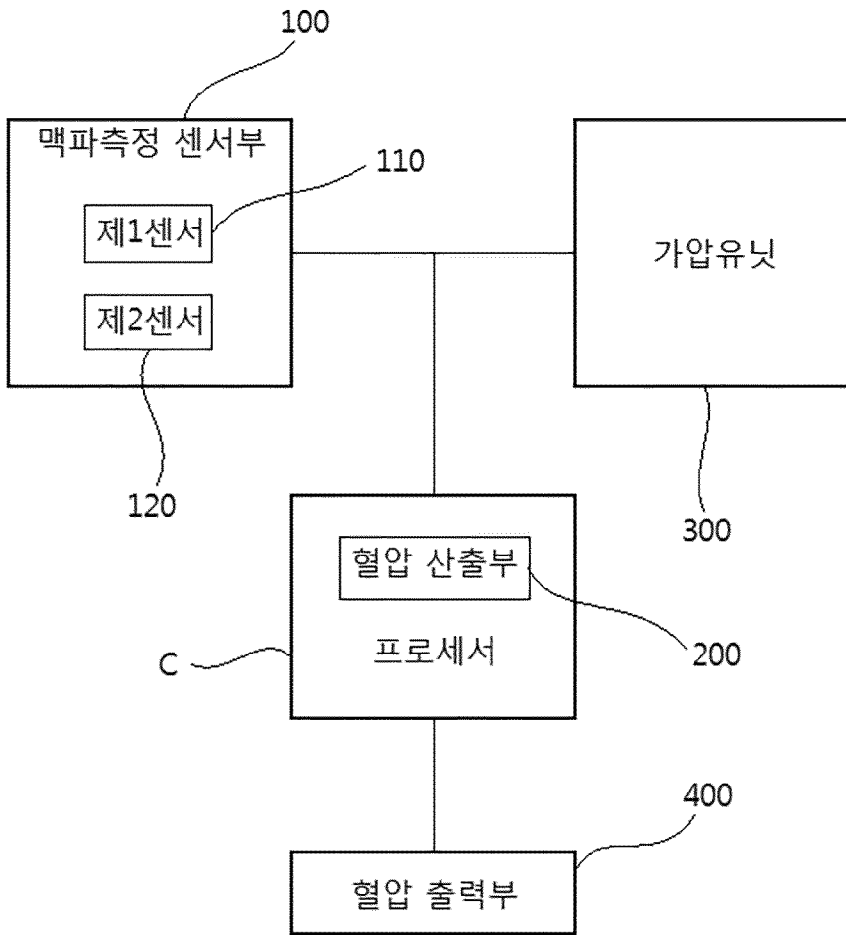 100
맥파측정 센서부
110
제1센서
가압유닛
제2센서
120
300
혈압 산출부
프로세서
200
C
400
혈압 출력부